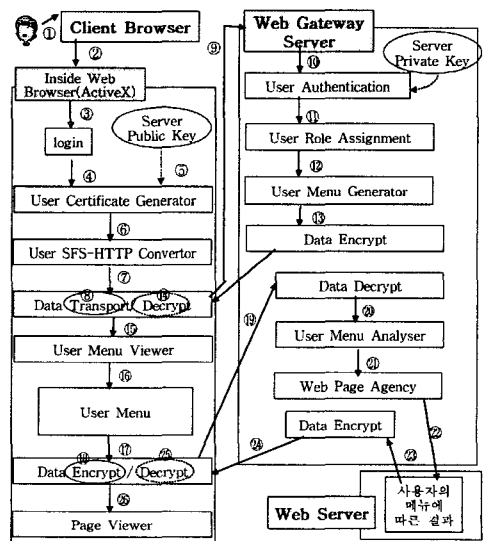 ① Client Browser
②
Inside Web
Browser(ActiveX)
③
login
Server
Public Key
④
⑤
User Certificate Generator
⑥
User SFS-HTTP Convertor
⑦
⑧ ⑭
Data Transport/Decrypt
⑮
User Menu Viewer
⑯
User Menu
⑰
⑱ ㉕
Data Encrypt/Decrypt
㉖
Page Viewer
⑨
Web Gateway
Server
⑩
Server
Private Key
User Authentication
⑪
User Role Assignment
⑫
User Menu Generator
⑬
Data Encrypt
⑲
Data Decrypt
⑳
User Menu Analyser
㉑
Web Page Agency
㉒
Data Encrypt
㉔
㉓
Web Server
사용자의
메뉴에
따른 결과